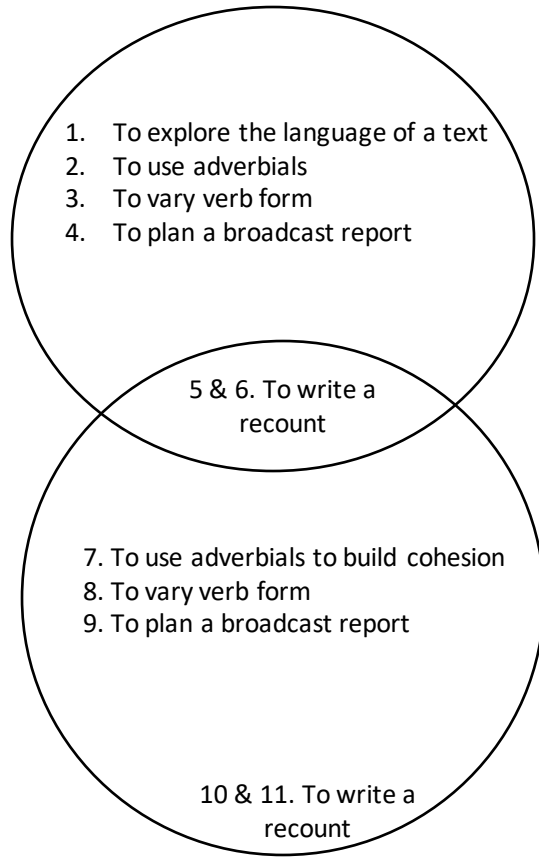 1. To explore the language of a text
2. To use adverbials
3. To vary verb form
4. To plan a broadcast report
5 & 6. To write a
recount
7. To use adverbials to build cohesion
8. To vary verb form
9. To plan a broadcast report
10 & 11. To write a
recount